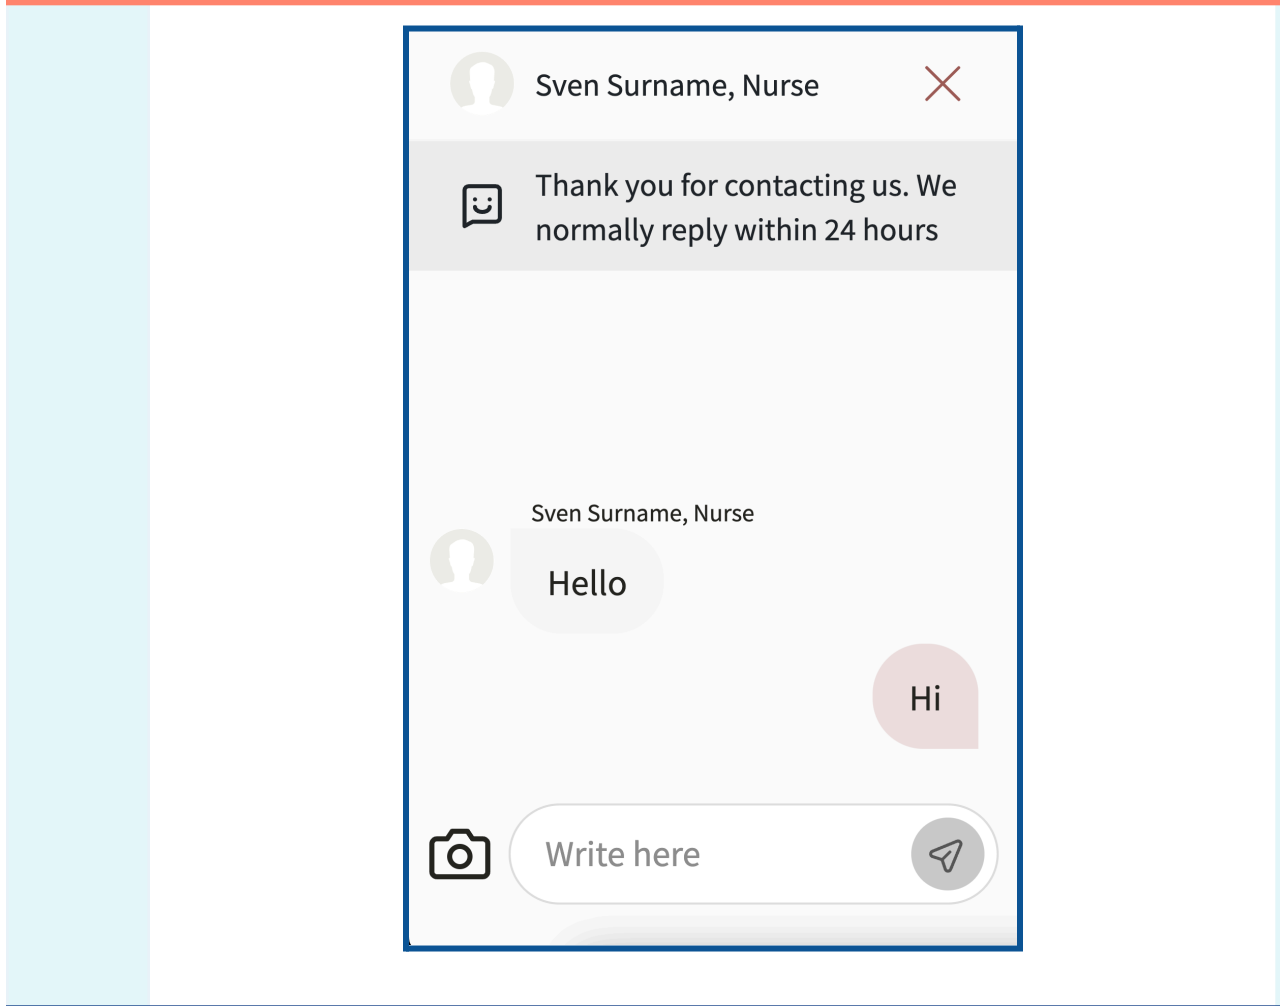 Sven Surname, Nurse
Thank you for contacting us. We
normally reply within 24 hours
Sven Surname, Nurse
Hello
Hi
Write here